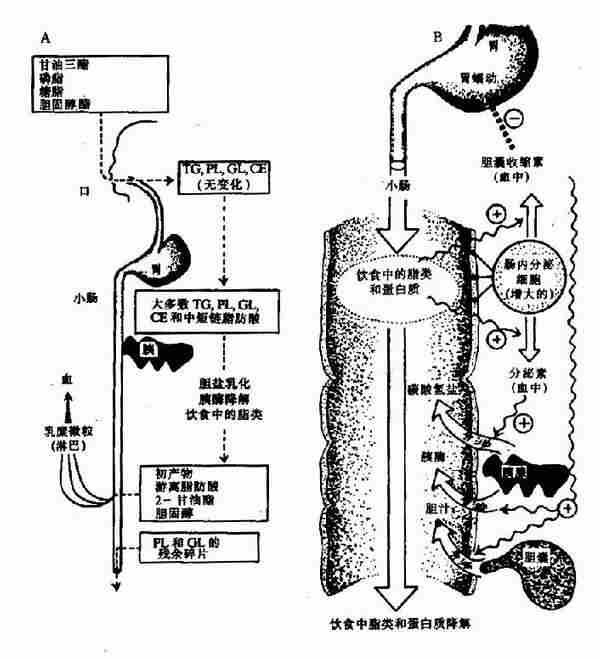 A
甘油三酯
磷脂
糖脂
胆固醇酯
口
TG, PL, GL, CE
(无变化)
胃
小肠
大多数 TG, PL, GL,
CE 和中短链脂肪酸
胰
胆盐乳化
胰酶降解
饮食中的脂类
血
乳糜微粒
(淋巴)
初产物
游离脂肪酸
2-甘油酯
胆固醇
PL 和 GL 的
残余碎片
B
胃
胃蠕动
−
胆囊收缩素
(血中)
小肠
+
肠内分泌
细胞
(增大的)
饮食中的脂类
和蛋白质
+
分泌素
(血中)
碳酸氢盐
+
胰酶
胰腺
胆汁
+
胆囊
饮食中脂类和蛋白质降解